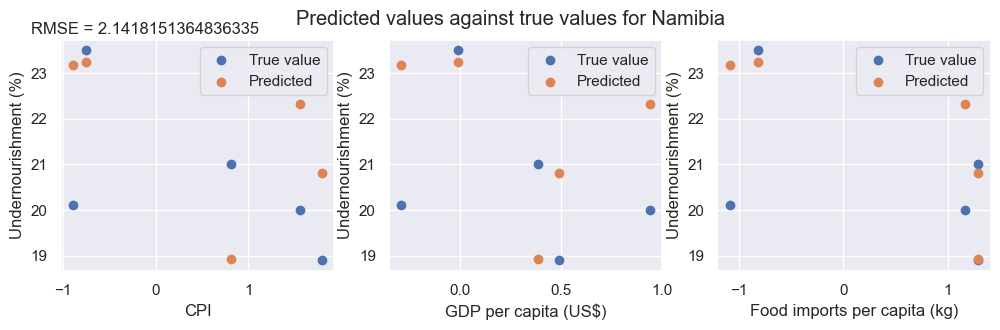 Predicted values against true values for Namibia
RMSE = 2.1418151364836335
True value
Predicted
Undernourishment (%)
23
22
21
20
19
−1
0
1
CPI
True value
Predicted
Undernourishment (%)
23
22
21
20
19
0.0
0.5
1.0
GDP per capita (US$)
True value
Predicted
Undernourishment (%)
23
22
21
20
19
−1
0
1
Food imports per capita (kg)